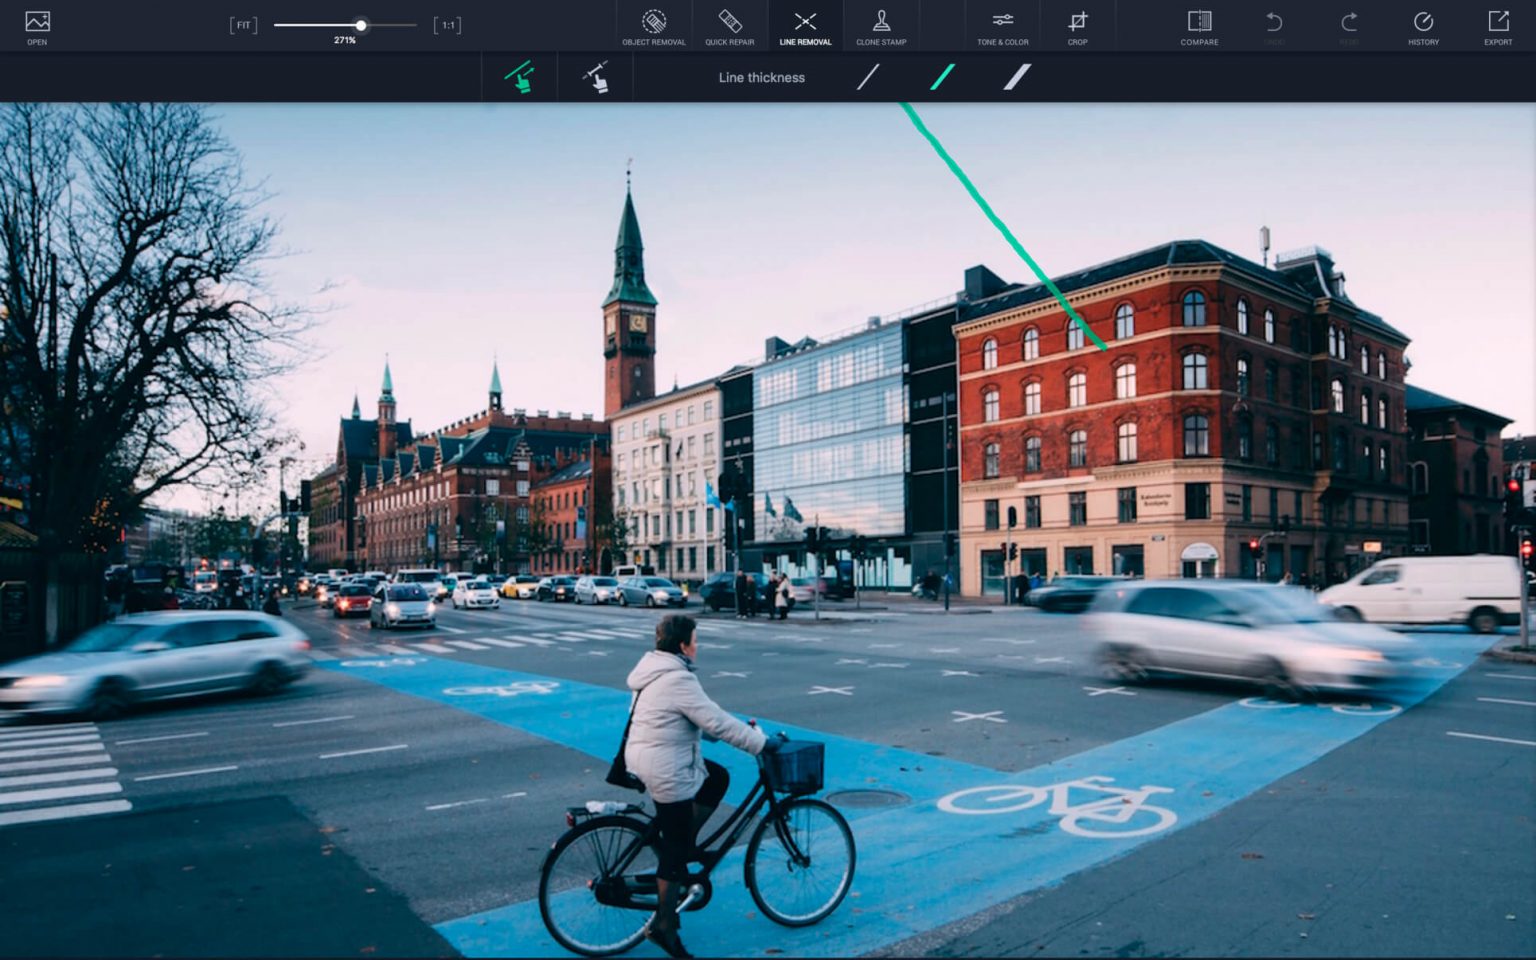 OPEN
[FIT]
271%
[1:1]
OBJECT REMOVAL
QUICK REPAIR
LINE REMOVAL
CLONE STAMP
TONE & COLOR
CROP
COMPARE
UNDO
REDO
HISTORY
EXPORT
Line thickness